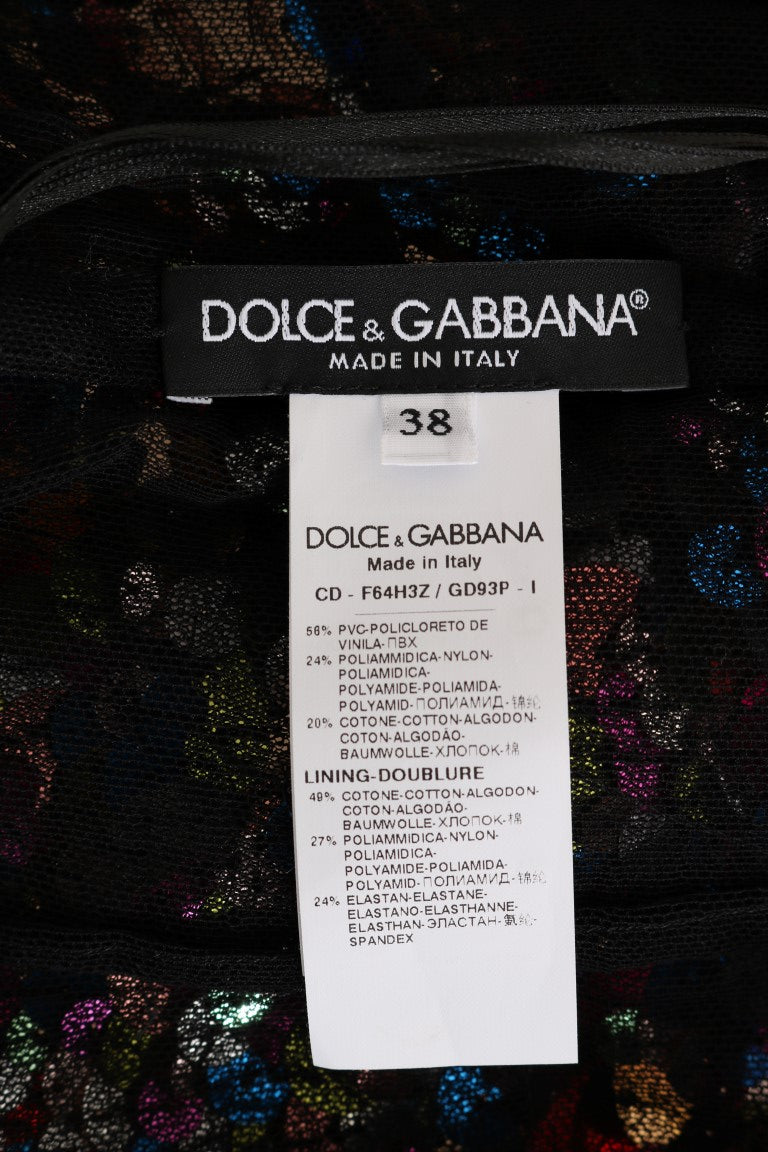 DOLCE & GABBANA®
MADE IN ITALY
38
DOLCE & GABBANA
Made in Italy
CD - F64H3Z / GD93P - I
56% PVC-POLICLORETO DE
VINILA-ПВХ
24% POLIAMMIDICA-NYLON-
POLIAMIDICA-
POLYAMIDE-POLIAMIDA-
POLYAMID-ПОЛИАМИД-锦纶
20% COTONE-COTTON-ALGODON-
COTON-ALGODÃO-
BAUMWOLLE-ХЛОПОК-棉
LINING-DOUBLURE
49% COTONE-COTTON-ALGODON-
COTON-ALGODÃO-
BAUMWOLLE-ХЛОПОК-棉
27% POLIAMMIDICA-NYLON-
POLIAMIDICA-
POLYAMIDE-POLIAMIDA-
POLYAMID-ПОЛИАМИД-锦纶
24% ELASTAN-ELASTANE-
ELASTANO-ELASTHANNE-
ELASTHAN-ЭЛАСТАН-氨纶-
SPANDEX